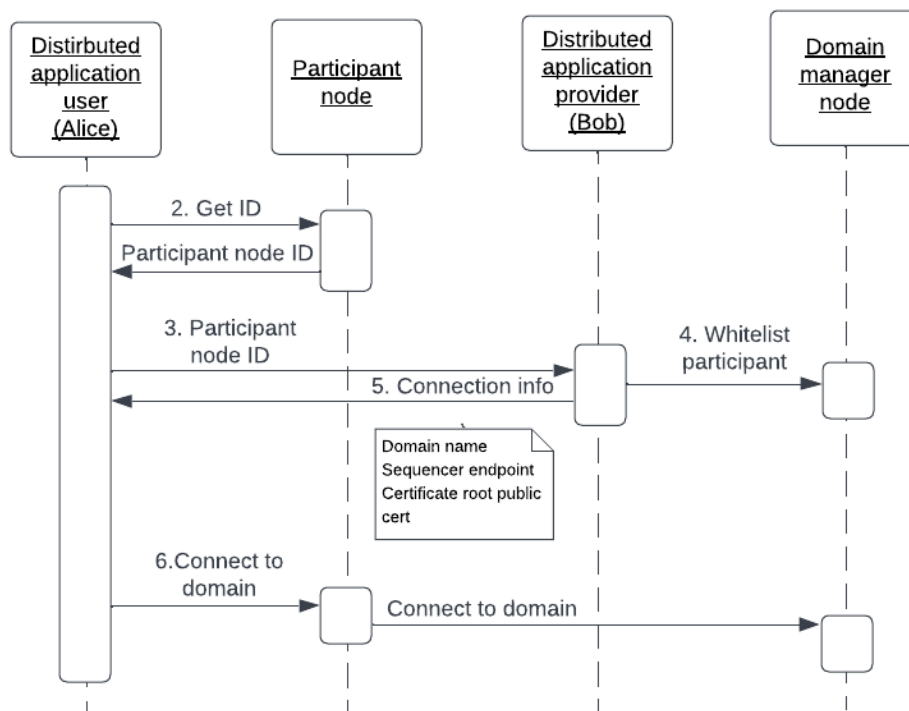 Distirbuted
application
user
(Alice)
Participant
node
Distributed
application
provider
(Bob)
Domain
manager
node
2. Get ID
Participant node ID
3. Participant
node ID
4. Whitelist
participant
5. Connection info
Domain name
Sequencer endpoint
Certificate root public
cert
6.Connect to
domain
Connect to domain